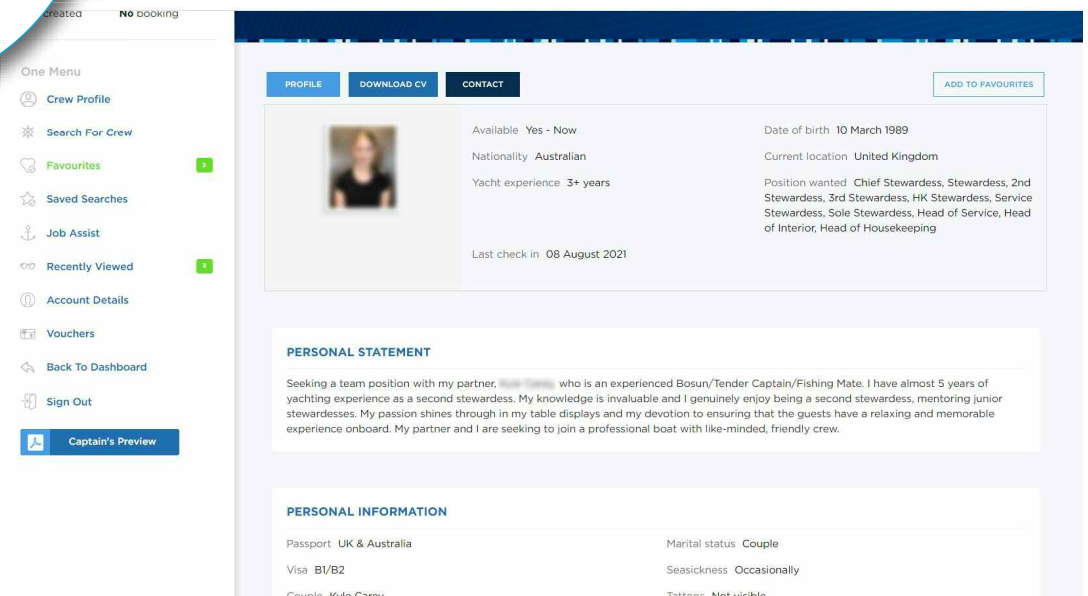 created No booking
One Menu
Crew Profile
Search For Crew
Favourites 2
Saved Searches
Job Assist
Recently Viewed 3
Account Details
Vouchers
Back To Dashboard
Sign Out
Captain's Preview
PROFILE DOWNLOAD CV CONTACT ADD TO FAVOURITES
Available Yes - Now
Date of birth 10 March 1989
Nationality Australian
Current location United Kingdom
Yacht experience 3+ years
Position wanted Chief Stewardess, Stewardess, 2nd
Stewardess, 3rd Stewardess, HK Stewardess, Service
Stewardess, Sole Stewardess, Head of Service, Head
of Interior, Head of Housekeeping
Last check in 08 August 2021
PERSONAL STATEMENT
Seeking a team position with my partner, who is an experienced Bosun/Tender Captain/Fishing Mate. I have almost 5 years of
yachting experience as a second stewardess. My knowledge is invaluable and I genuinely enjoy being a second stewardess, mentoring junior
stewardesses. My passion shines through in my table displays and my devotion to ensuring that the guests have a relaxing and memorable
experience onboard. My partner and I are seeking to join a professional boat with like-minded, friendly crew.
PERSONAL INFORMATION
Passport UK & Australia
Marital status Couple
Visa B1/B2
Seasickness Occasionally
Couple Kyle Carey
Tattoos Not visible